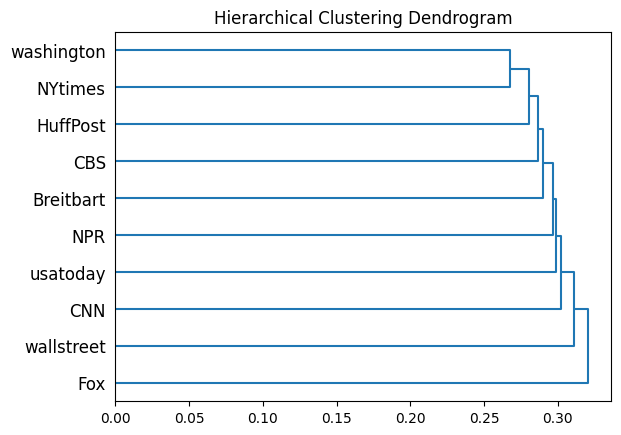 Hierarchical Clustering Dendrogram
washington
NYtimes
HuffPost
CBS
Breitbart
NPR
usatoday
CNN
wallstreet
Fox
0.00 0.05 0.10 0.15 0.20 0.25 0.30